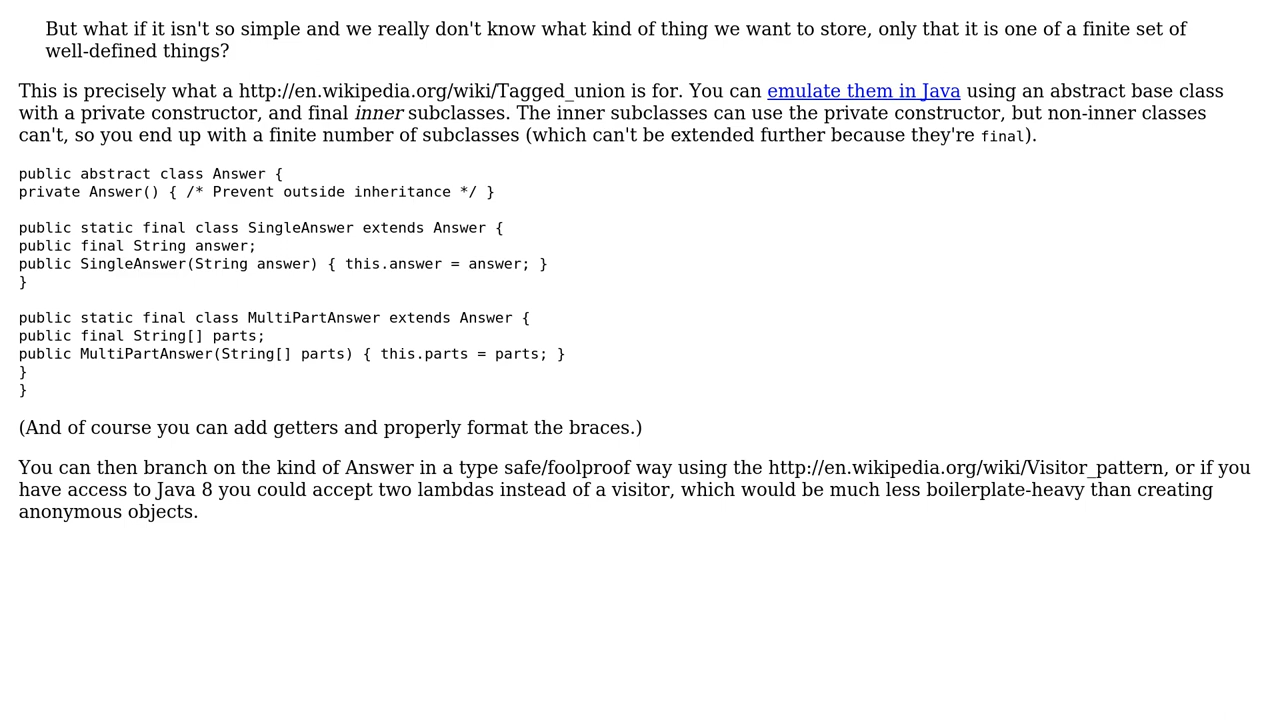 But what if it isn't so simple and we really don't know what kind of thing we want to store, only that it is one of a finite set of
well-defined things?
This is precisely what a http://en.wikipedia.org/wiki/Tagged_union is for. You can emulate them in Java using an abstract base class
with a private constructor, and final inner subclasses. The inner subclasses can use the private constructor, but non-inner classes
can't, so you end up with a finite number of subclasses (which can't be extended further because they're final).
public abstract class Answer {
private Answer() { /* Prevent outside inheritance */ }
public static final class SingleAnswer extends Answer {
public final String answer;
public SingleAnswer(String answer) { this.answer = answer; }
}
public static final class MultiPartAnswer extends Answer {
public final String[] parts;
public MultiPartAnswer(String[] parts) { this.parts = parts; }
}
}
(And of course you can add getters and properly format the braces.)
You can then branch on the kind of Answer in a type safe/foolproof way using the http://en.wikipedia.org/wiki/Visitor_pattern, or if you
have access to Java 8 you could accept two lambdas instead of a visitor, which would be much less boilerplate-heavy than creating
anonymous objects.